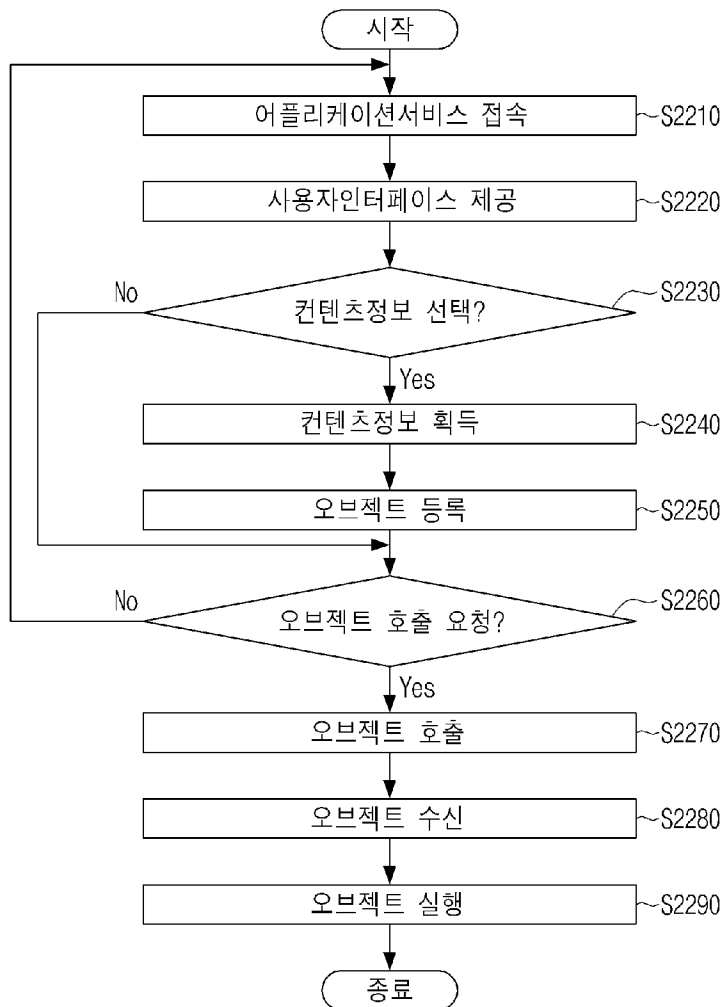 시작
어플리케이션서비스 접속
S2210
사용자인터페이스 제공
S2220
컨텐츠정보 선택?
S2230
No
Yes
컨텐츠정보 획득
S2240
오브젝트 등록
S2250
오브젝트 호출 요청?
S2260
No
Yes
오브젝트 호출
S2270
오브젝트 수신
S2280
오브젝트 실행
S2290
종료